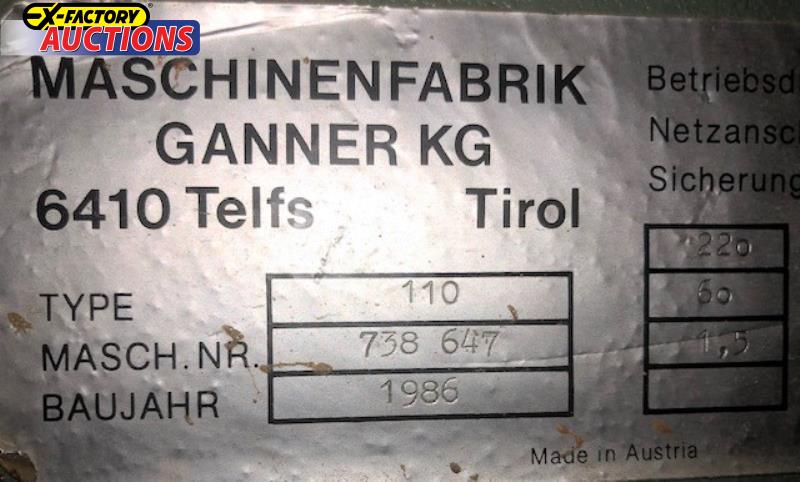 X-FACTORY
AUCTIONS
MASCHINENFABRIK
GANNER KG
6410 Telfs Tirol
TYPE 110
MASCH. NR. 738 647
BAUJAHR 1986
Betriebsd
Netzansc
Sicherung
220
60
1,5
Made in Austria